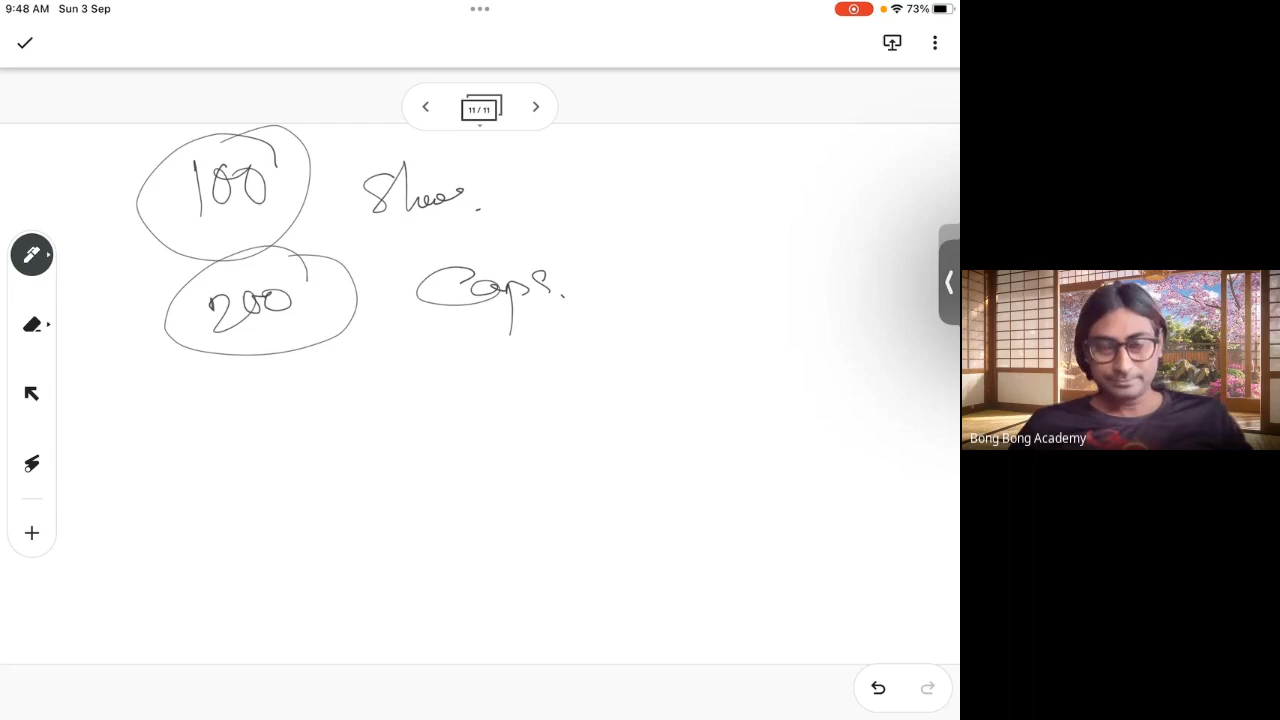 9:48 AM Sun 3 Sep
73%
11 / 11
100 Shoes.
200 Caps.
Bong Bong Academy